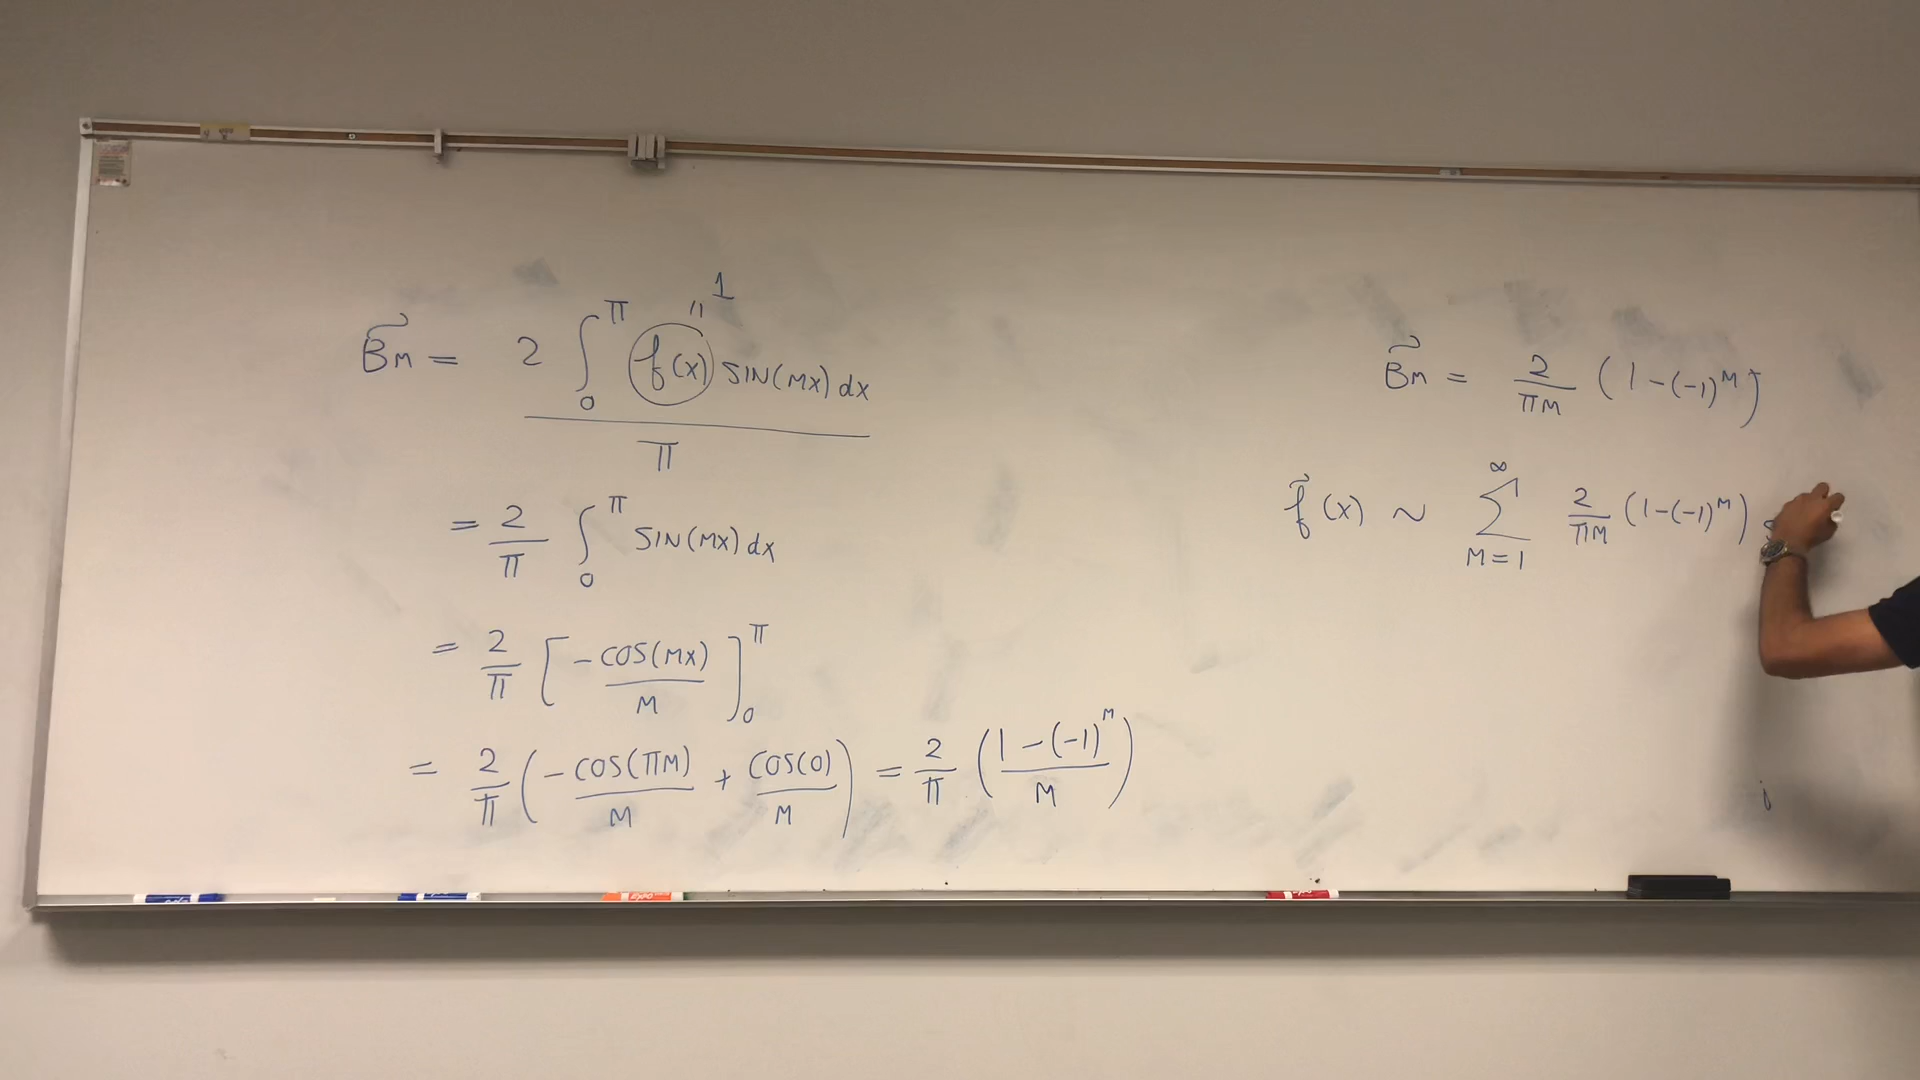 1
"
B̃M = 2 ∫₀^π f(x) SIN(MX) dx
π
= 2/π ∫₀^π SIN(MX) dx
= 2/π [ -COS(MX)/M ]₀^π
= 2/π ( -COS(πM)/M + COS(0)/M ) = 2/π ( (1-(-1)^M)/M )
B̃M = 2/(πM) (1-(-1)^M)
f̃(x) ~ ∑_{M=1}^∞ 2/(πM) (1-(-1)^M) S